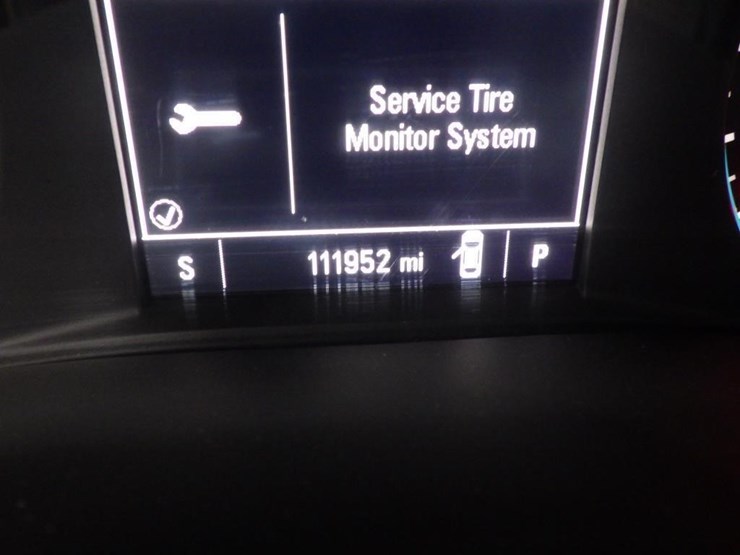 Service Tire
Monitor System
S 111952 mi P